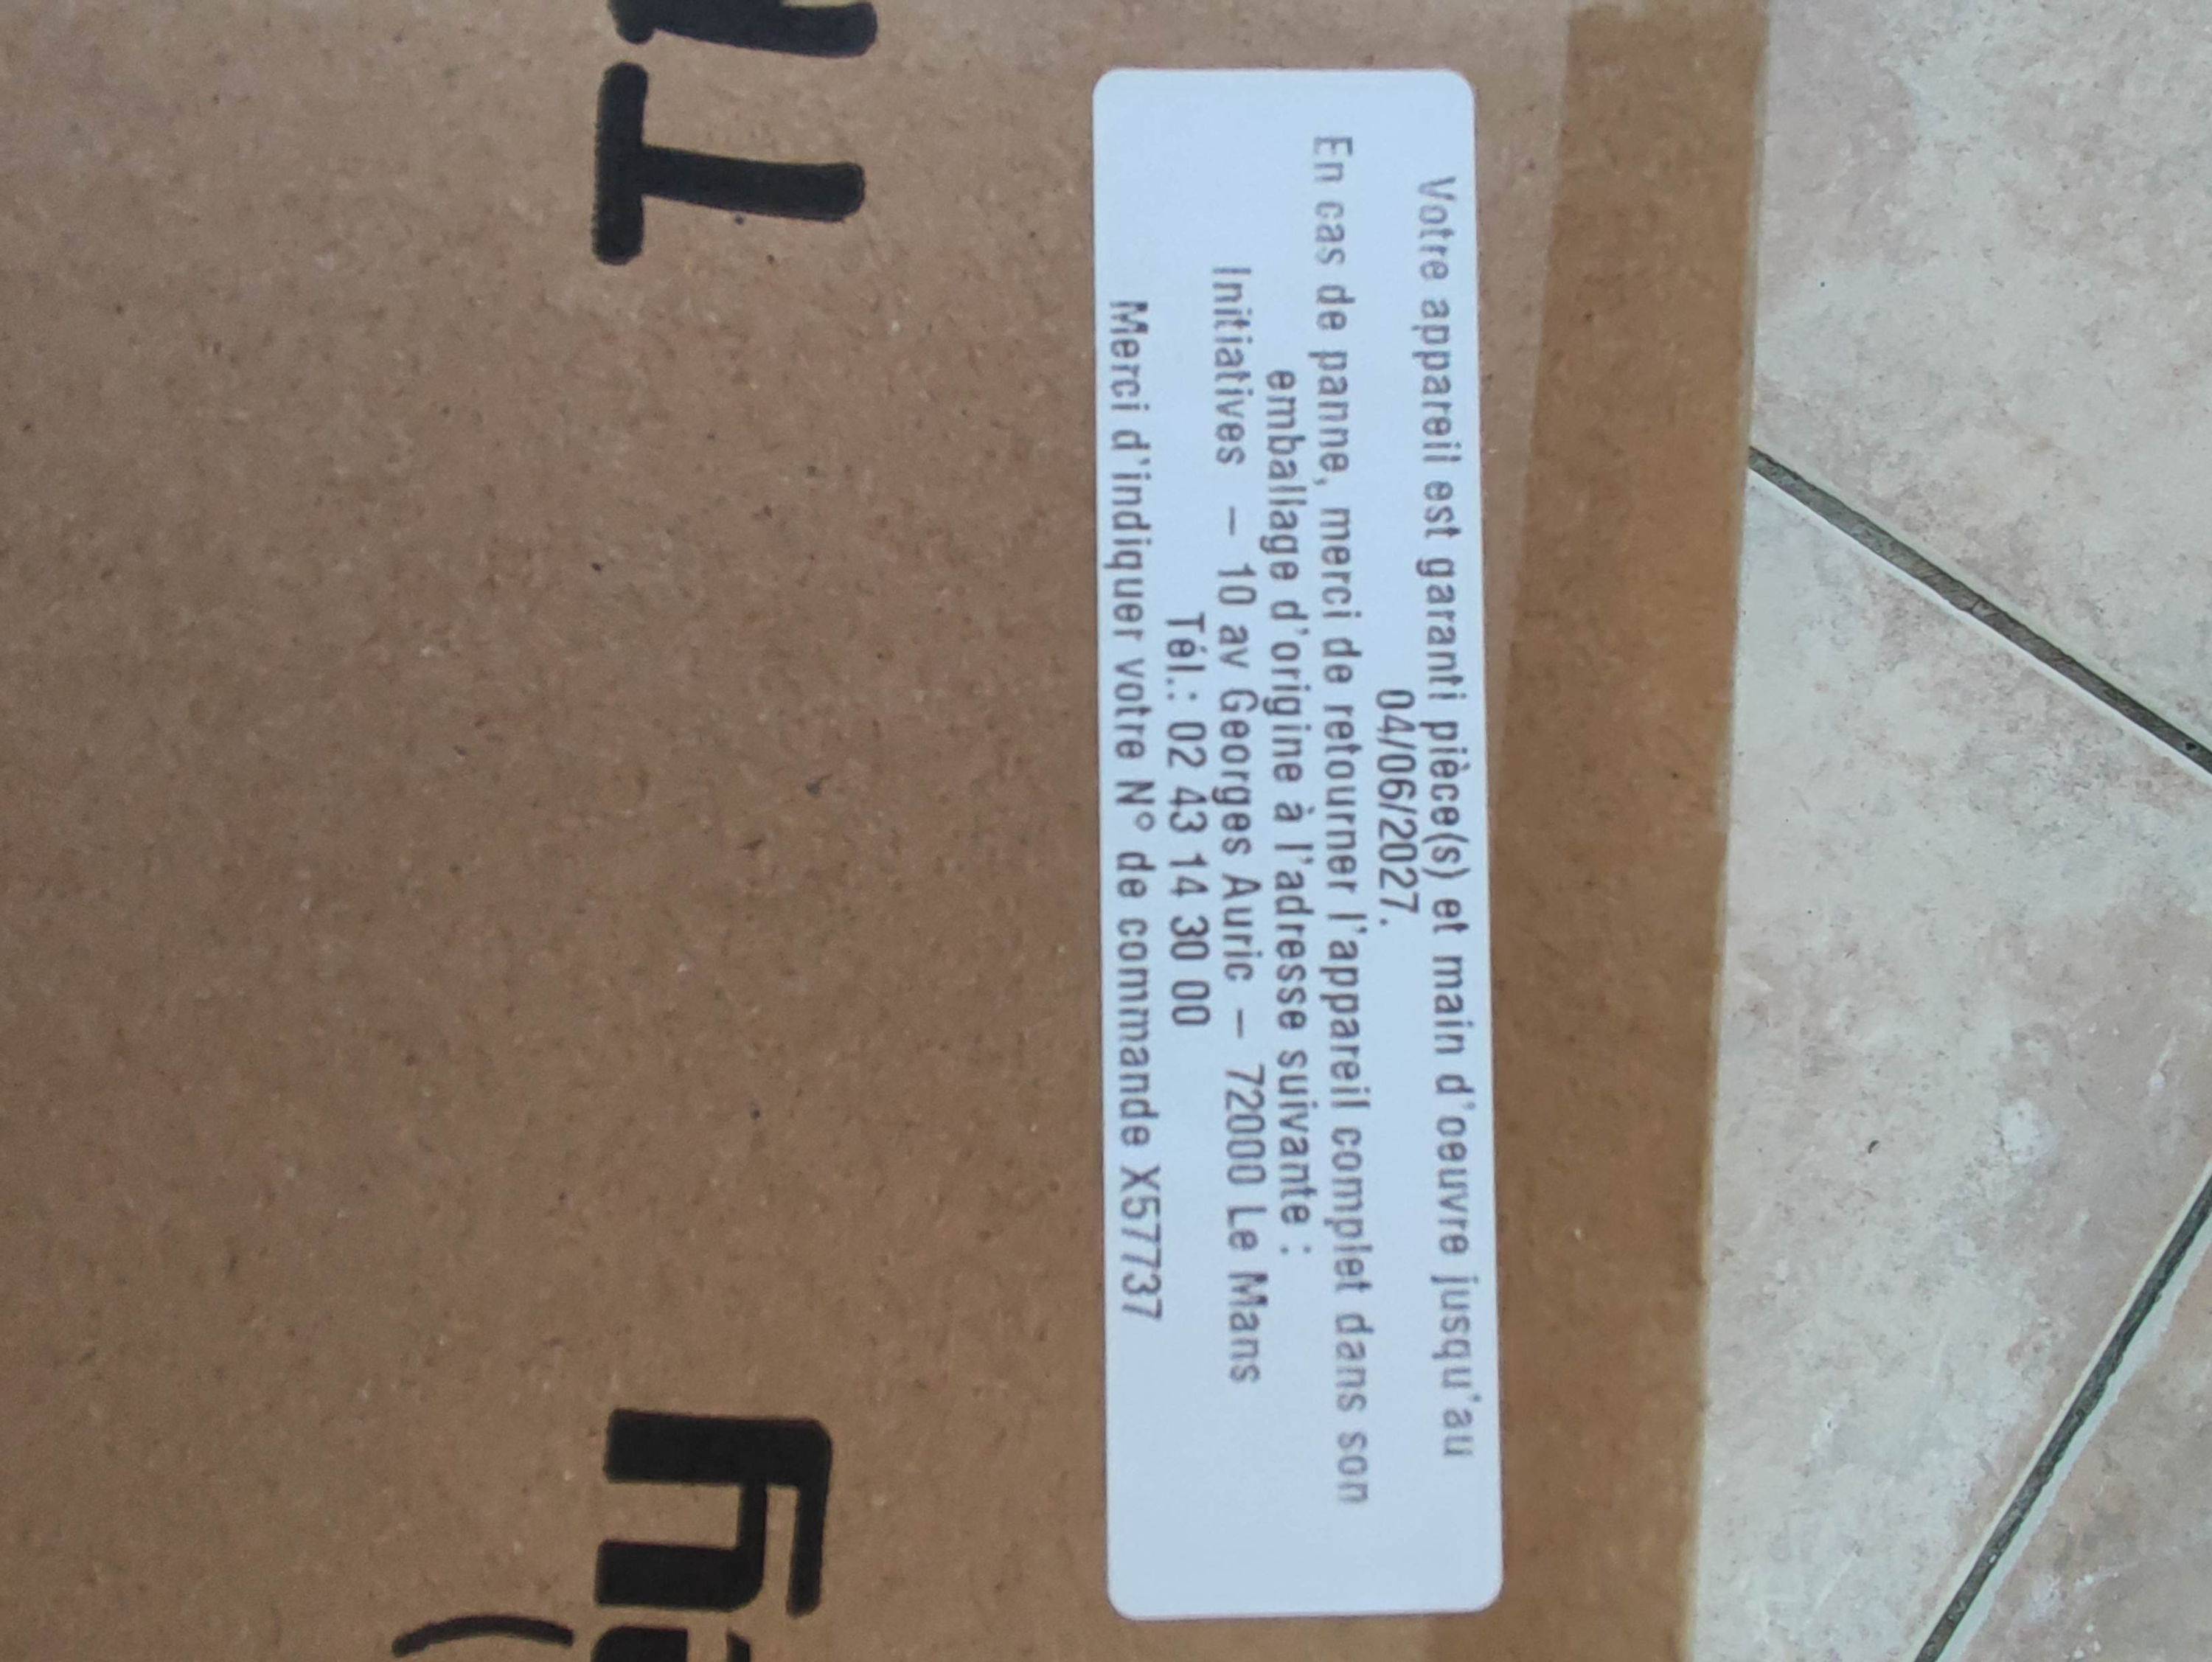 Votre appareil est garanti pièce(s) et main d'oeuvre jusqu'au
04/06/2027.
En cas de panne, merci de retourner l'appareil complet dans son
emballage d'origine à l'adresse suivante :
Initiatives - 10 av Georges Auric - 72000 Le Mans
Tél.: 02 43 14 30 00
Merci d'indiquer votre N° de commande X57737